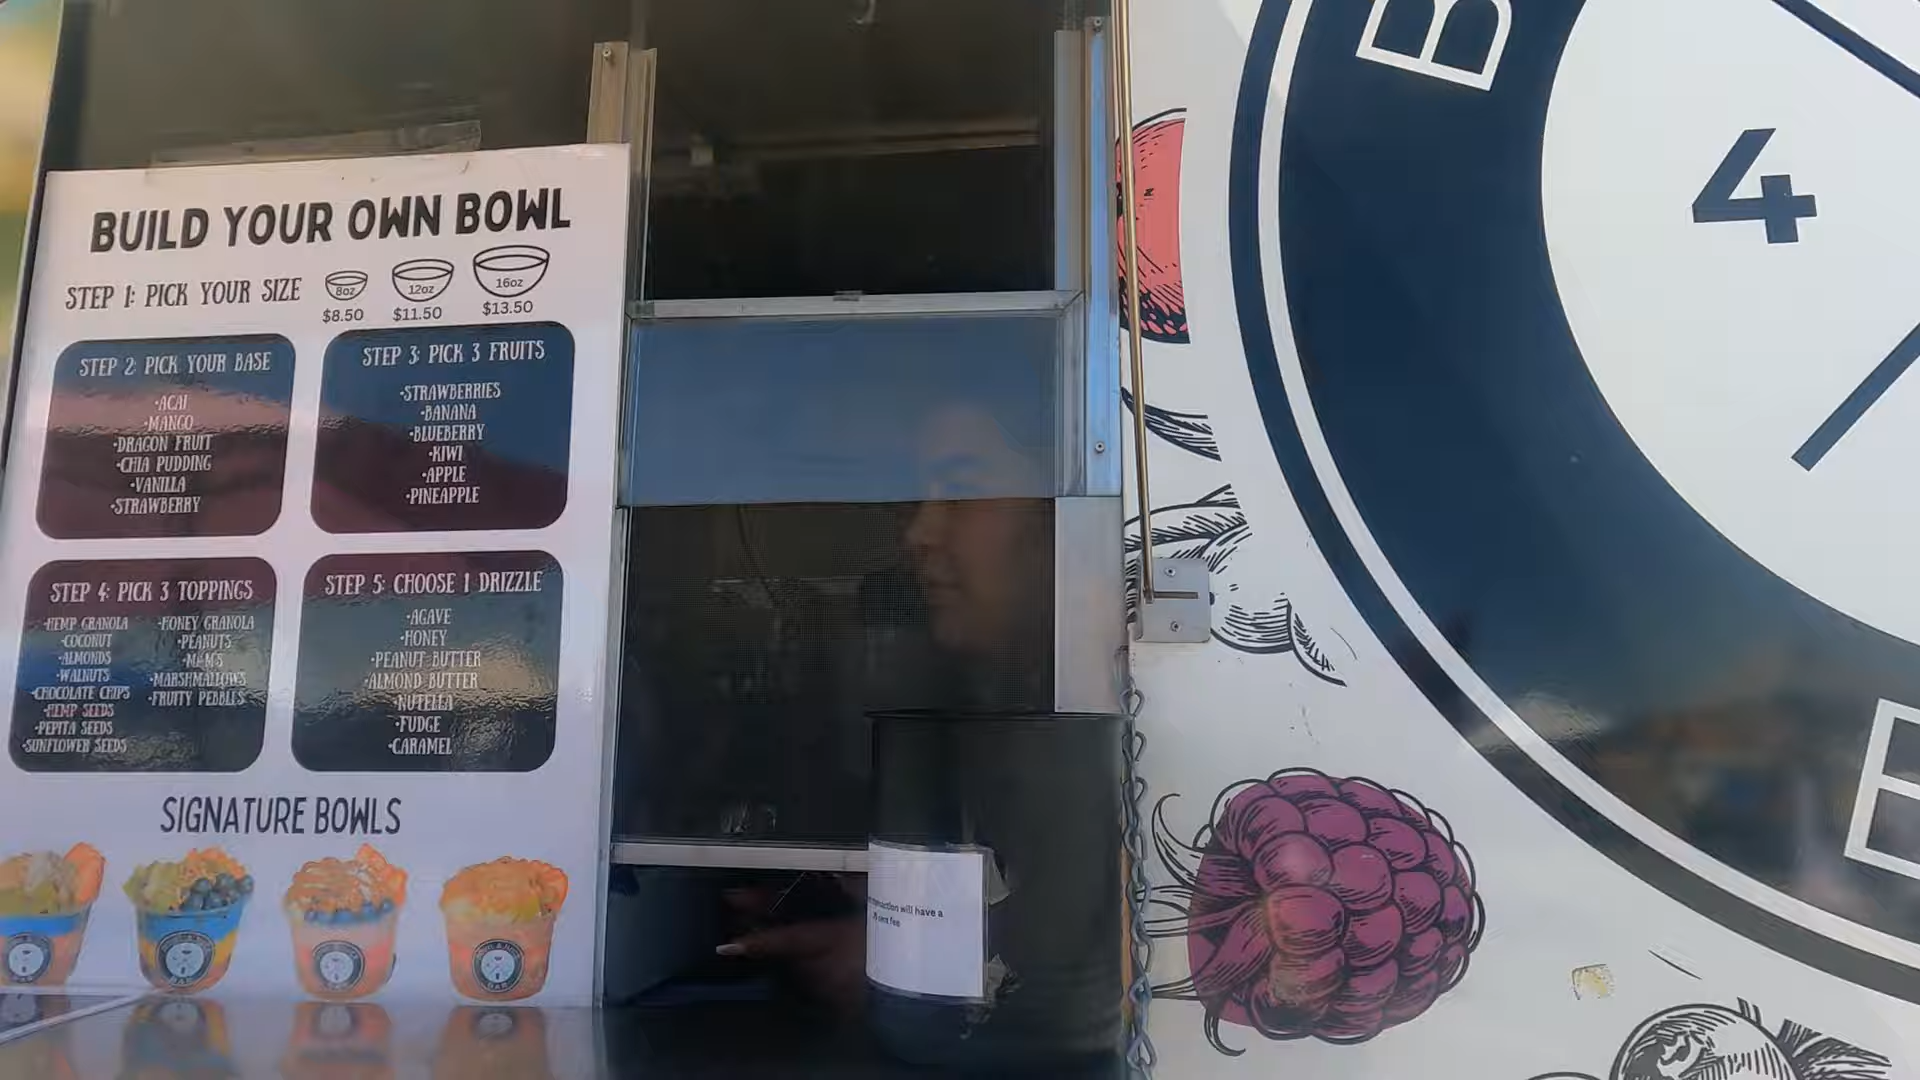 BUILD YOUR OWN BOWL
STEP 1: PICK YOUR SIZE
8oz
12oz
16oz
$8.50
$11.50
$13.50
STEP 2: PICK YOUR BASE
•ACAI
•MANGO
•DRAGON FRUIT
•CHIA PUDDING
•VANILLA
•STRAWBERRY
STEP 3: PICK 3 FRUITS
•STRAWBERRIES
•BANANA
•BLUEBERRY
•KIWI
•APPLE
•PINEAPPLE
STEP 4: PICK 3 TOPPINGS
•HEMP GRANOLA
•COCONUT
•ALMONDS
•WALNUTS
•CHOCOLATE CHIPS
•HEMP SEEDS
•PEPITA SEEDS
•SUNFLOWER SEEDS
•HONEY GRANOLA
•PEANUTS
•M&M'S
•MARSHMALLOWS
•FRUITY PEBBLES
STEP 5: CHOOSE 1 DRIZZLE
•AGAVE
•HONEY
•PEANUT BUTTER
•ALMOND BUTTER
•NUTELLA
•FUDGE
•CARAMEL
SIGNATURE BOWLS
will have a
fee
B
4
E